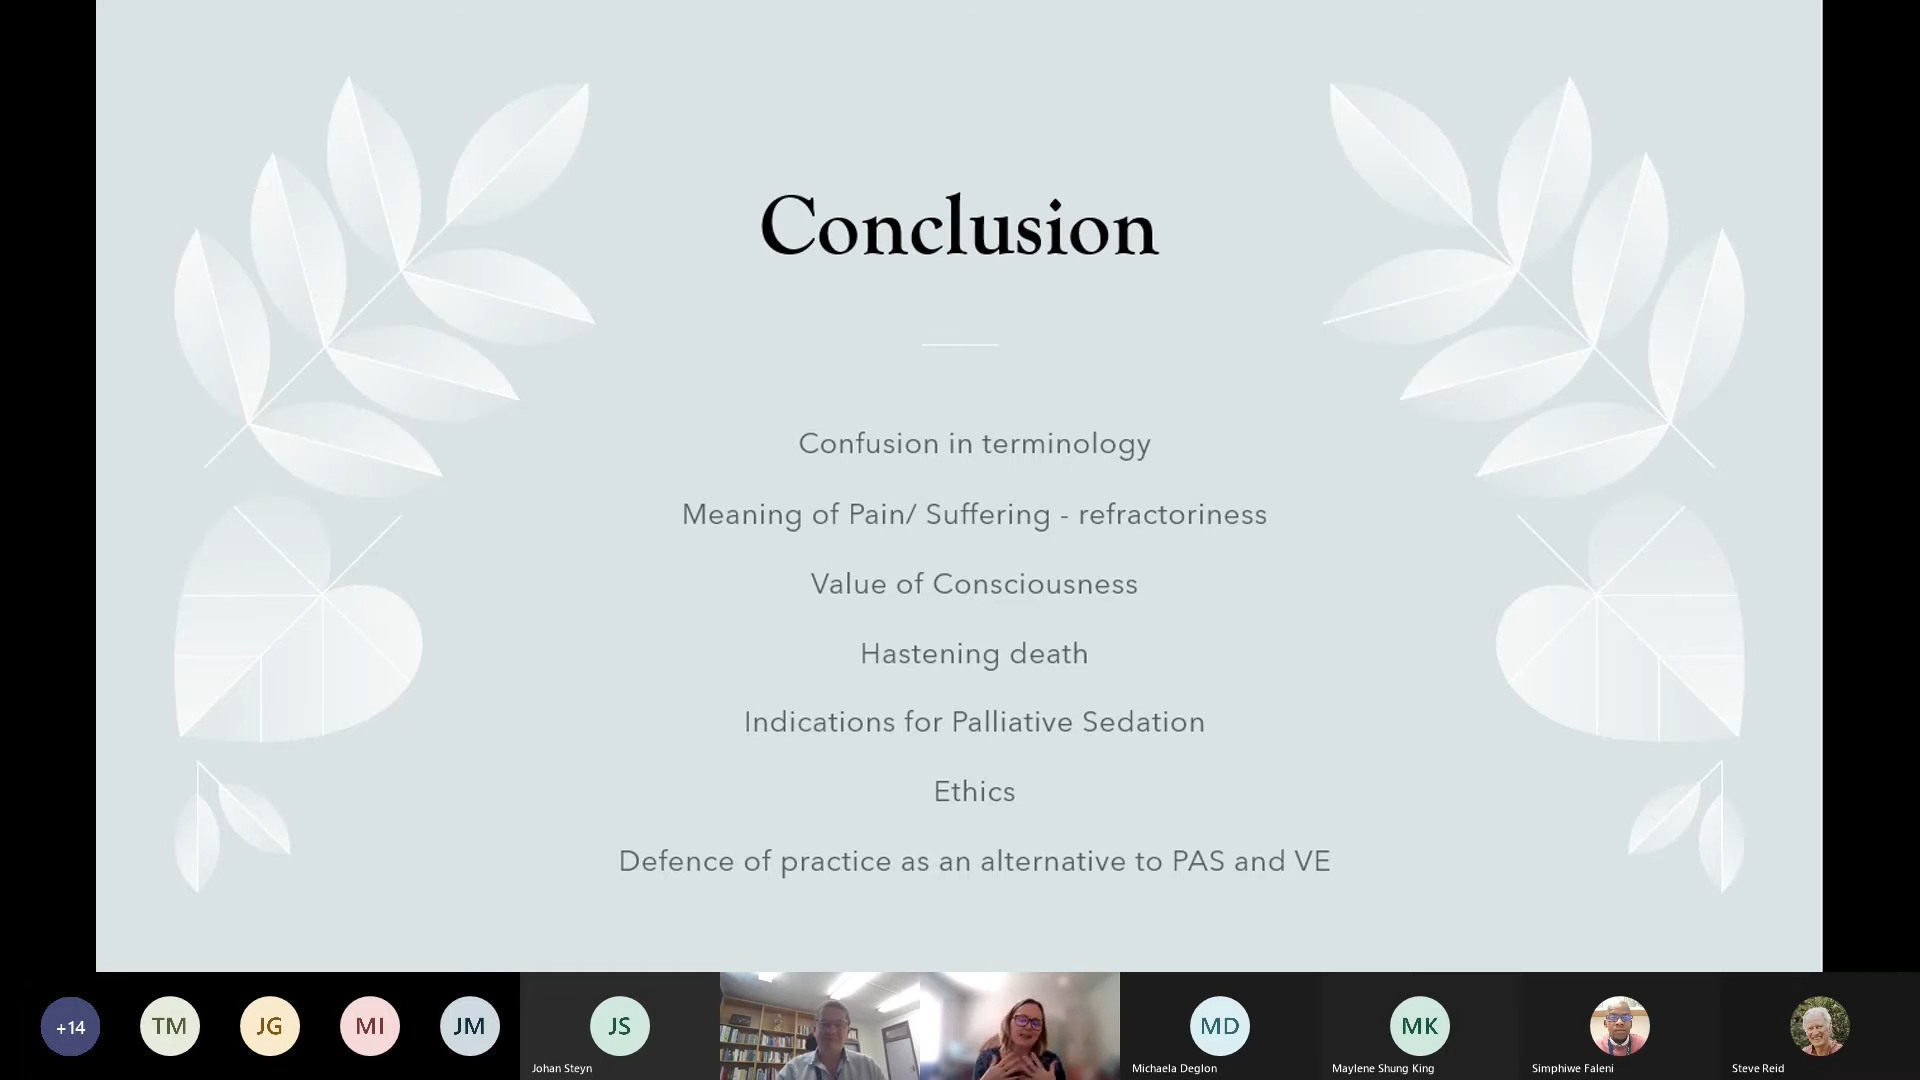 Conclusion
Confusion in terminology
Meaning of Pain/ Suffering - refractoriness
Value of Consciousness
Hastening death
Indications for Palliative Sedation
Ethics
Defence of practice as an alternative to PAS and VE
+14
TM
JG
MI
JM
JS
Johan Steyn
MD
Michaela Deglon
MK
Maylene Shung King
Simphiwe Faleni
Steve Reid